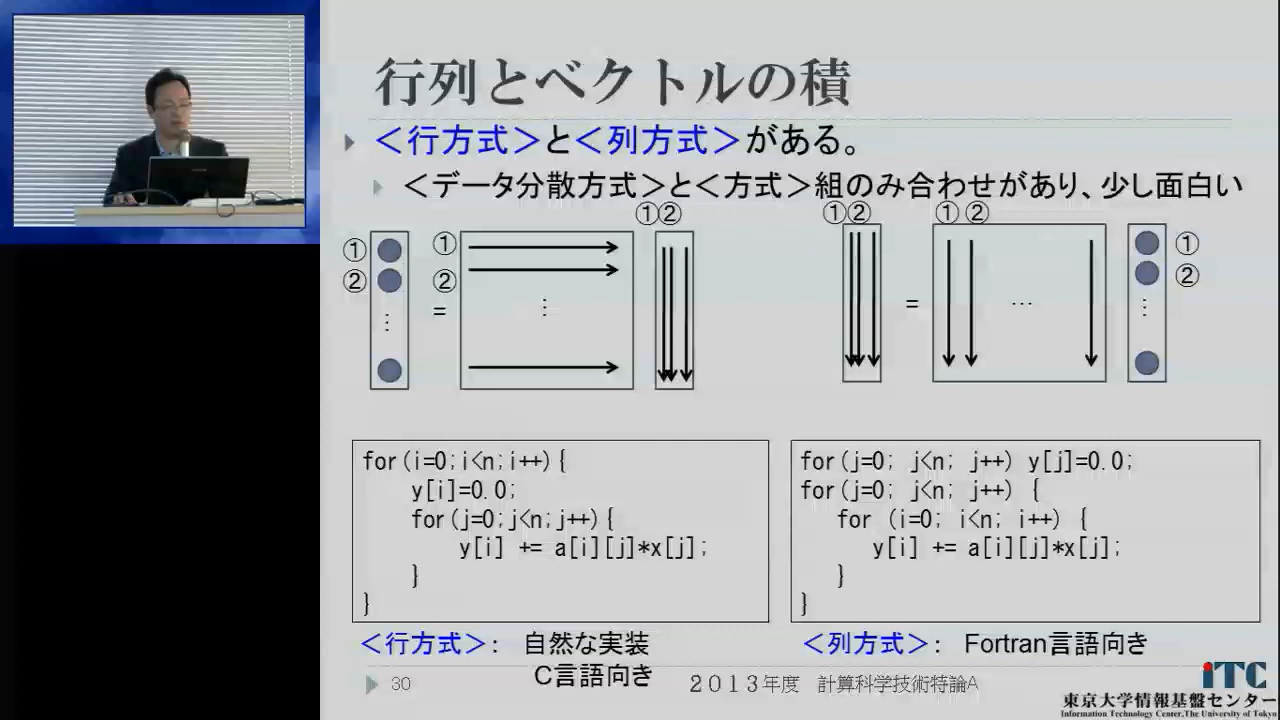 行列とベクトルの積
＜行方式＞と＜列方式＞がある。
＜データ分散方式＞と＜方式＞組のみ合わせがあり、少し面白い
①② ①② ① ②
① ① ①
② ② ②
⋮ = ⋮ = … ⋮
for(i=0;i<n;i++){
y[i]=0.0;
for(j=0;j<n;j++){
y[i] += a[i][j]*x[j];
}
}
for(j=0; j<n; j++) y[j]=0.0;
for(j=0; j<n; j++) {
for (i=0; i<n; i++) {
y[i] += a[i][j]*x[j];
}
}
＜行方式＞： 自然な実装
C言語向き
＜列方式＞： Fortran言語向き
30 ２０13年度 計算科学技術特論A
iTC
東京大学情報基盤センター
Information Technology Center,The University of Tokyo